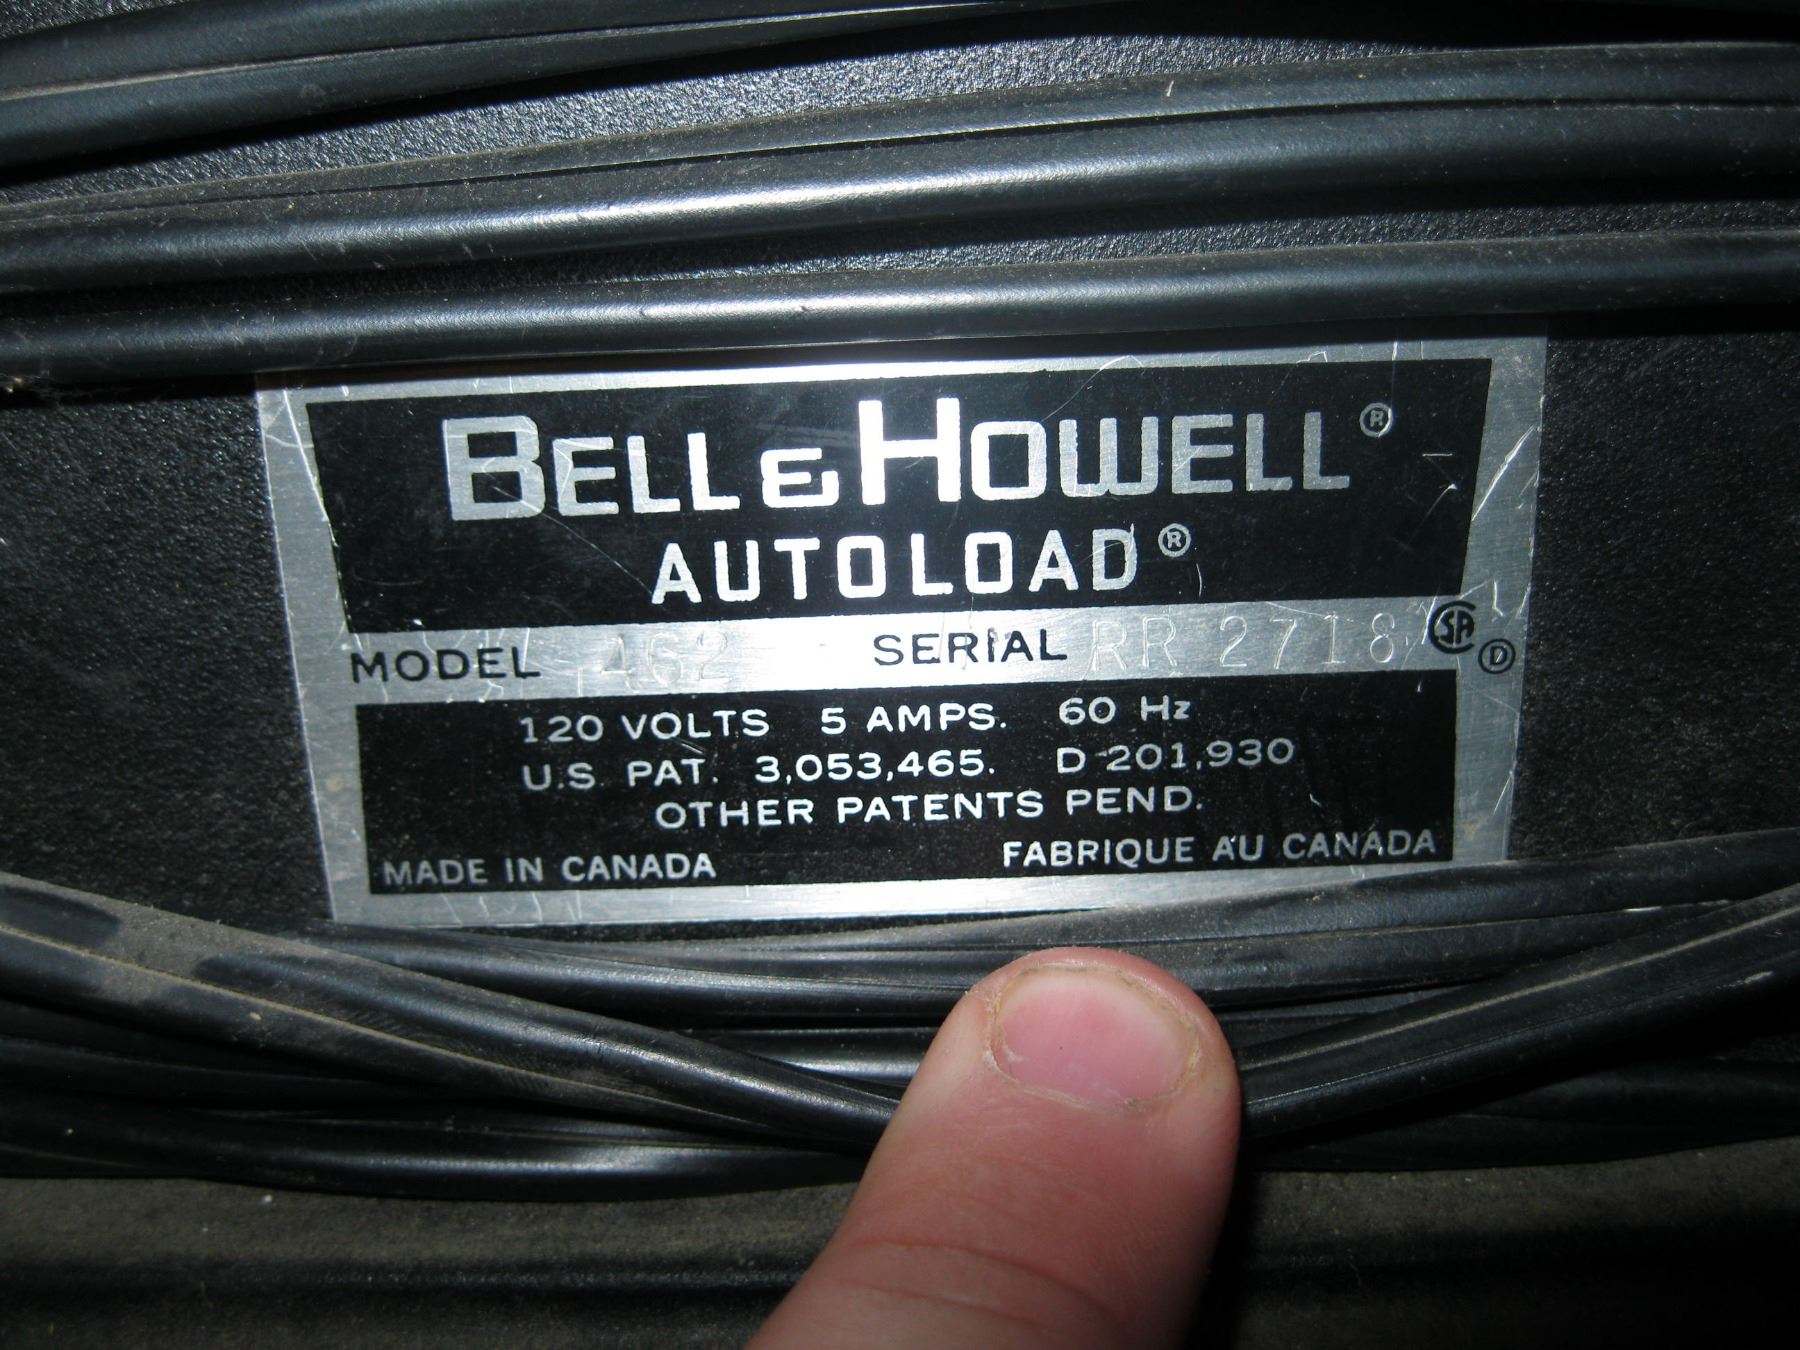 BELL & HOWELL®
AUTOLOAD®
MODEL 462 SERIAL RR 2718 SA D
120 VOLTS 5 AMPS. 60 Hz
U.S. PAT. 3,053,465. D-201,930
OTHER PATENTS PEND.
MADE IN CANADA FABRIQUE AU CANADA